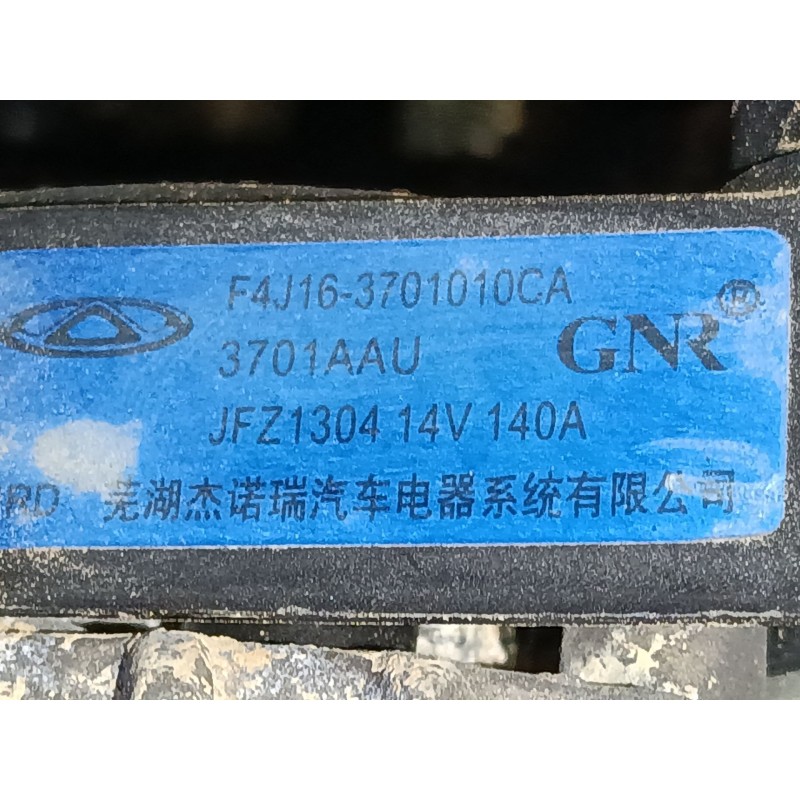 F4J16-3701010CA
3701AAU GNR®
JFZ1304 14V 140A
RD 芜湖杰诺瑞汽车电器系统有限公司